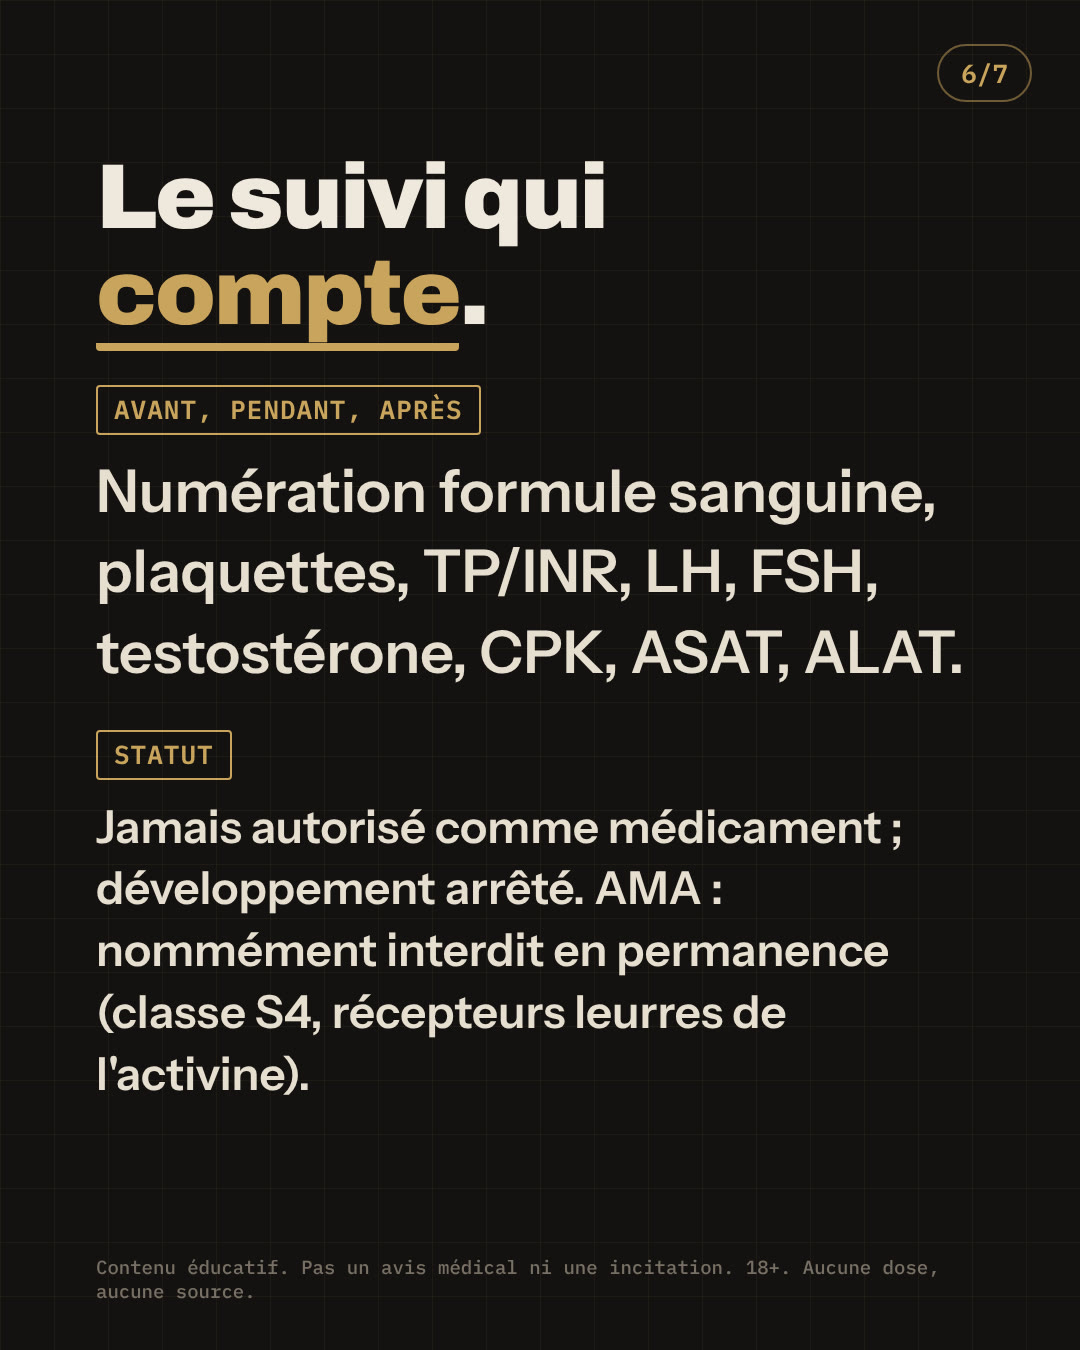 6/7
Le suivi qui
compte.
AVANT, PENDANT, APRÈS
Numération formule sanguine,
plaquettes, TP/INR, LH, FSH,
testostérone, CPK, ASAT, ALAT.
STATUT
Jamais autorisé comme médicament ;
développement arrêté. AMA :
nommément interdit en permanence
(classe S4, récepteurs leurres de
l'activine).
Contenu éducatif. Pas un avis médical ni une incitation. 18+. Aucune dose,
aucune source.